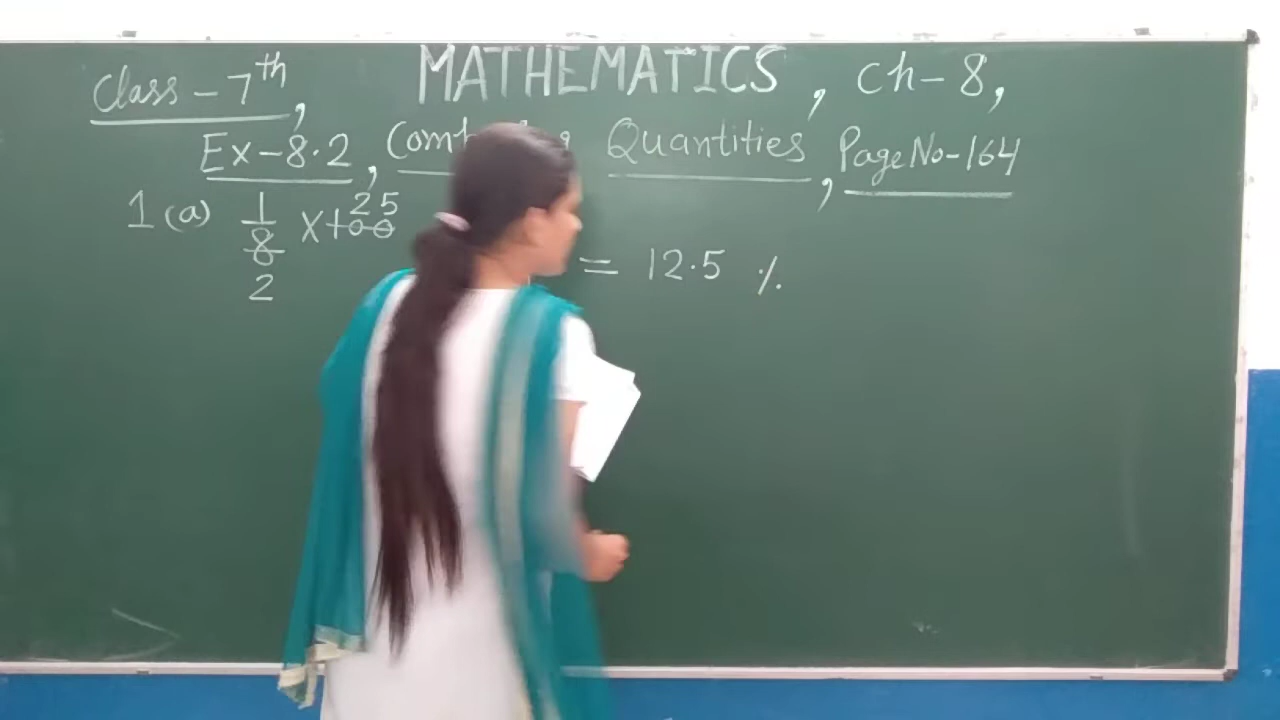 Class - 7th, MATHEMATICS, Ch - 8,
Ex - 8.2, Quantities, Page No - 164
1 (a) 1/8 × 100 25 = 12.5 %
2